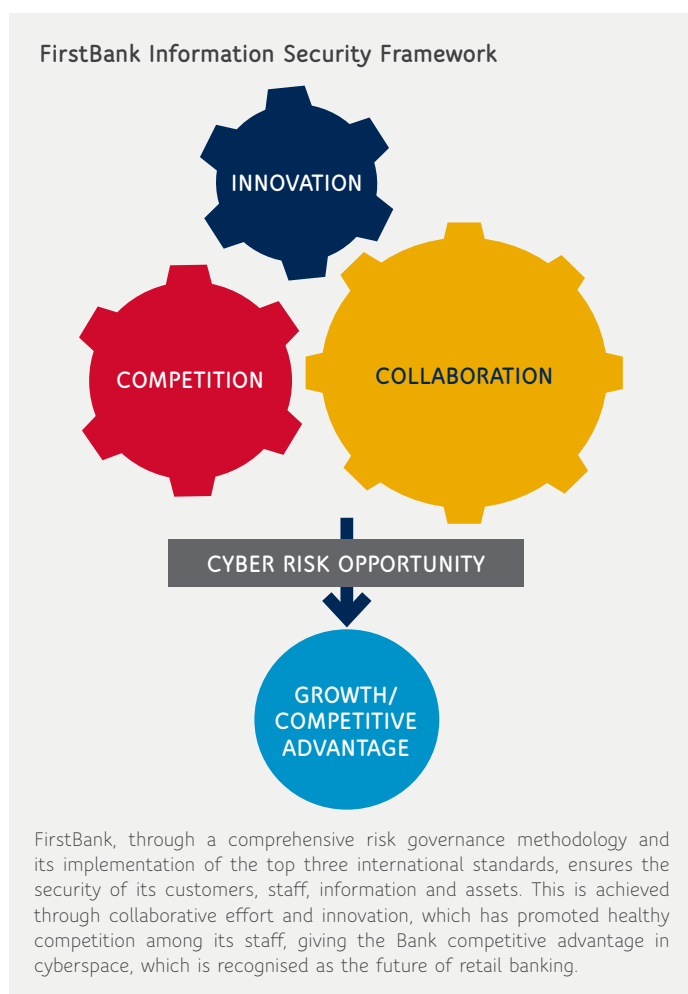 FirstBank Information Security Framework
INNOVATION
COMPETITION
COLLABORATION
CYBER RISK OPPORTUNITY
GROWTH/
COMPETITIVE
ADVANTAGE
FirstBank, through a comprehensive risk governance methodology and
its implementation of the top three international standards, ensures the
security of its customers, staff, information and assets. This is achieved
through collaborative effort and innovation, which has promoted healthy
competition among its staff, giving the Bank competitive advantage in
cyberspace, which is recognised as the future of retail banking.